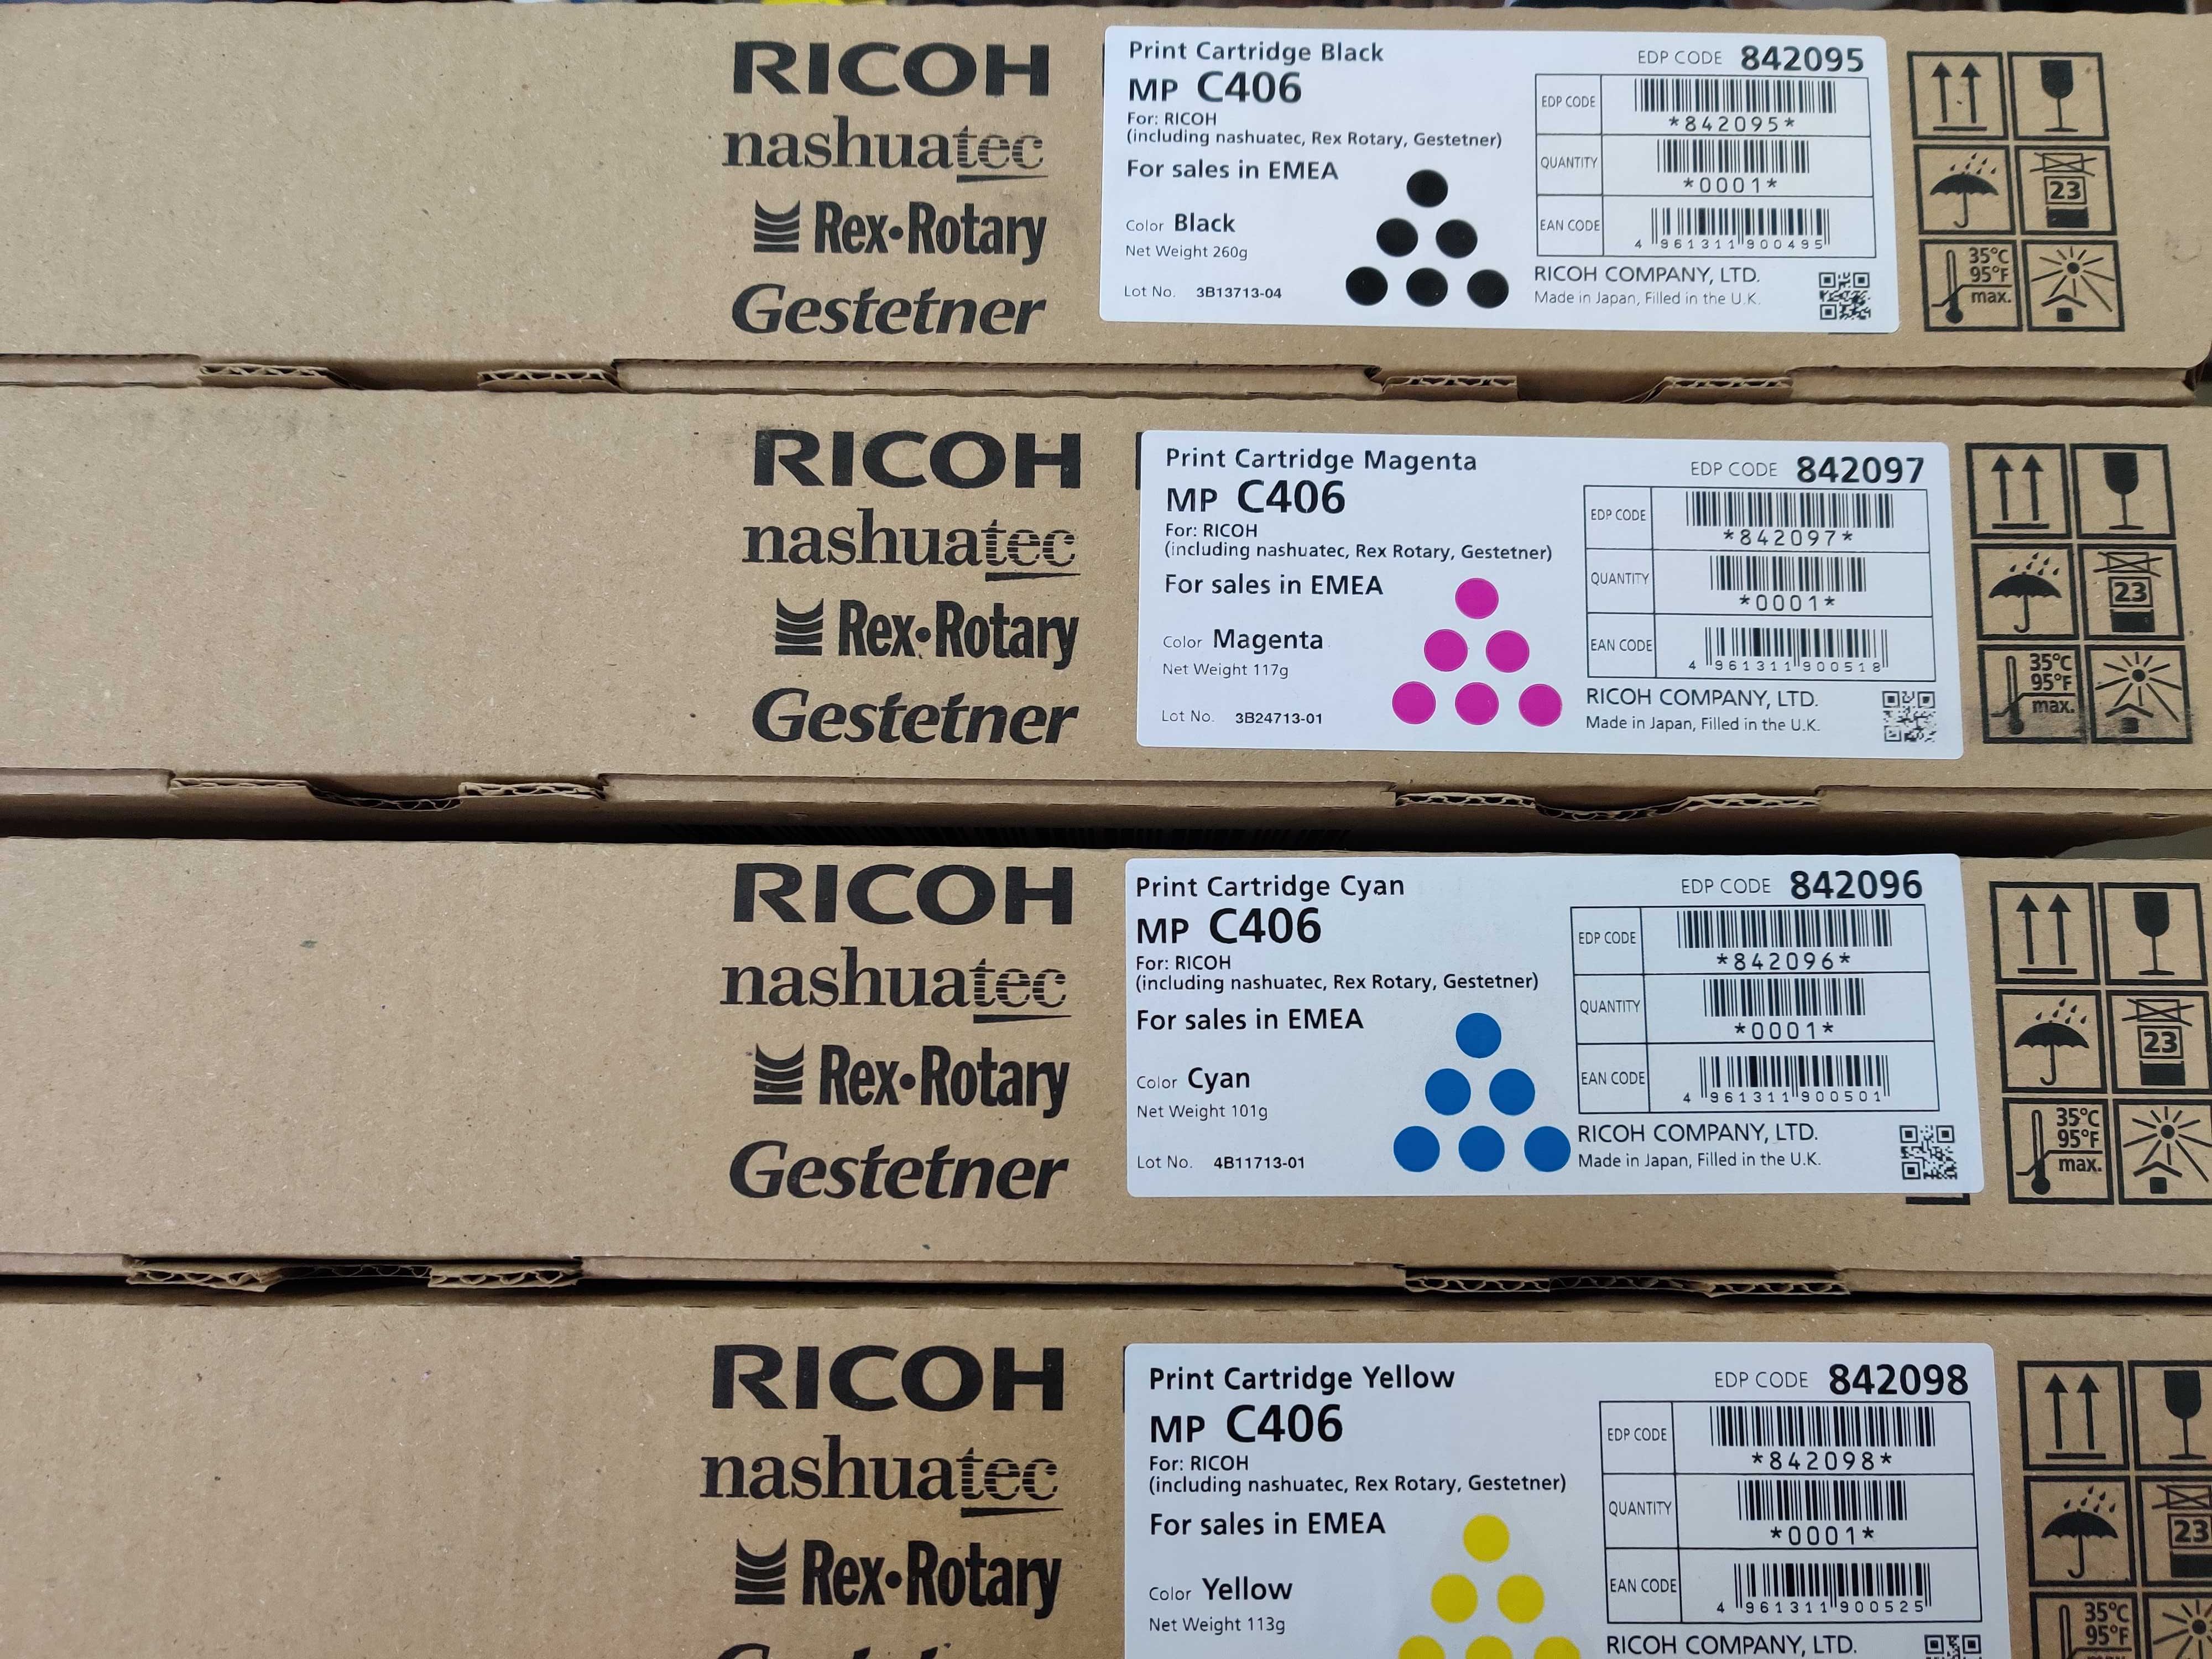 RICOH
nashuatec
Rex•Rotary
Gestetner
Print Cartridge Black
MP C406
For: RICOH
(including nashuatec, Rex Rotary, Gestetner)
For sales in EMEA
Color Black
Net Weight 260g
Lot No. 3B13713-04
EDP CODE 842095
EDP CODE
*842095*
QUANTITY
*0001*
EAN CODE
4 961311 900495
RICOH COMPANY, LTD.
Made in Japan, Filled in the U.K.
23
35°C
95°F
max.
RICOH
nashuatec
Rex•Rotary
Gestetner
Print Cartridge Magenta
MP C406
For: RICOH
(including nashuatec, Rex Rotary, Gestetner)
For sales in EMEA
Color Magenta
Net Weight 117g
Lot No. 3B24713-01
EDP CODE 842097
EDP CODE
*842097*
QUANTITY
*0001*
EAN CODE
4 961311 900518
RICOH COMPANY, LTD.
Made in Japan, Filled in the U.K.
23
35°C
95°F
max.
RICOH
nashuatec
Rex•Rotary
Gestetner
Print Cartridge Cyan
MP C406
For: RICOH
(including nashuatec, Rex Rotary, Gestetner)
For sales in EMEA
Color Cyan
Net Weight 101g
Lot No. 4B11713-01
EDP CODE 842096
EDP CODE
*842096*
QUANTITY
*0001*
EAN CODE
4 961311 900501
RICOH COMPANY, LTD.
Made in Japan, Filled in the U.K.
23
35°C
95°F
max.
RICOH
nashuatec
Rex•Rotary
Print Cartridge Yellow
MP C406
For: RICOH
(including nashuatec, Rex Rotary, Gestetner)
For sales in EMEA
Color Yellow
Net Weight 113g
EDP CODE 842098
EDP CODE
*842098*
QUANTITY
*0001*
EAN CODE
4 961311 900525
RICOH COMPANY, LTD.
23
35°C
95°F